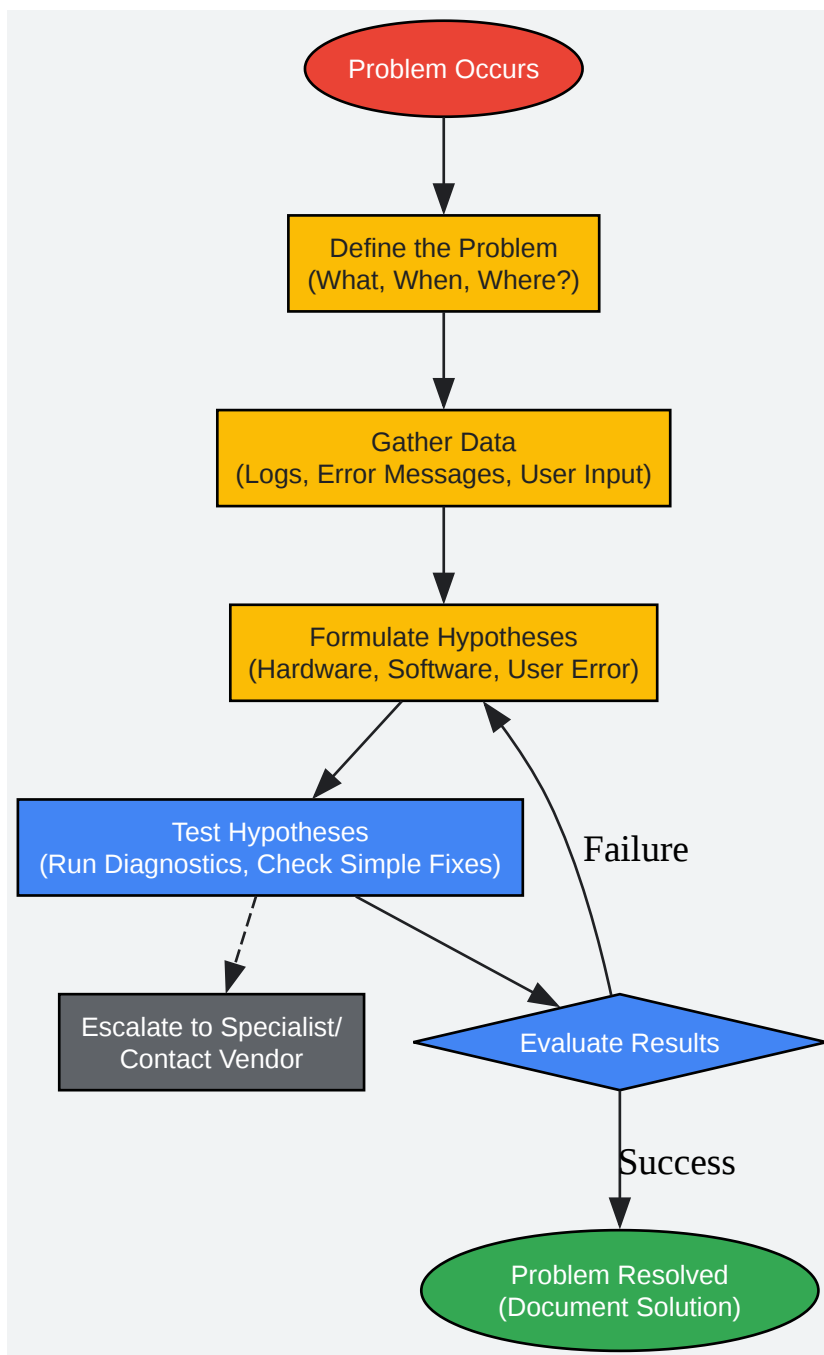 Problem Occurs
Define the Problem
(What, When, Where?)
Gather Data
(Logs, Error Messages, User Input)
Formulate Hypotheses
(Hardware, Software, User Error)
Test Hypotheses
(Run Diagnostics, Check Simple Fixes)
Failure
Escalate to Specialist/
Contact Vendor
Evaluate Results
Success
Problem Resolved
(Document Solution)